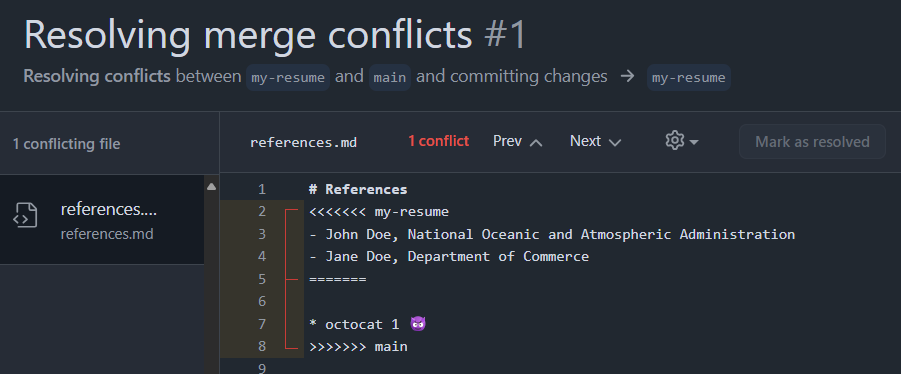 Resolving merge conflicts #1
Resolving conflicts between my-resume and main and committing changes → my-resume
1 conflicting file
references.md 1 conflict Prev Next Mark as resolved
references....
references.md
1 # References
2 <<<<<<< my-resume
3 - John Doe, National Oceanic and Atmospheric Administration
4 - Jane Doe, Department of Commerce
5 =======
6
7 * octocat 1 😈
8 >>>>>>> main
9